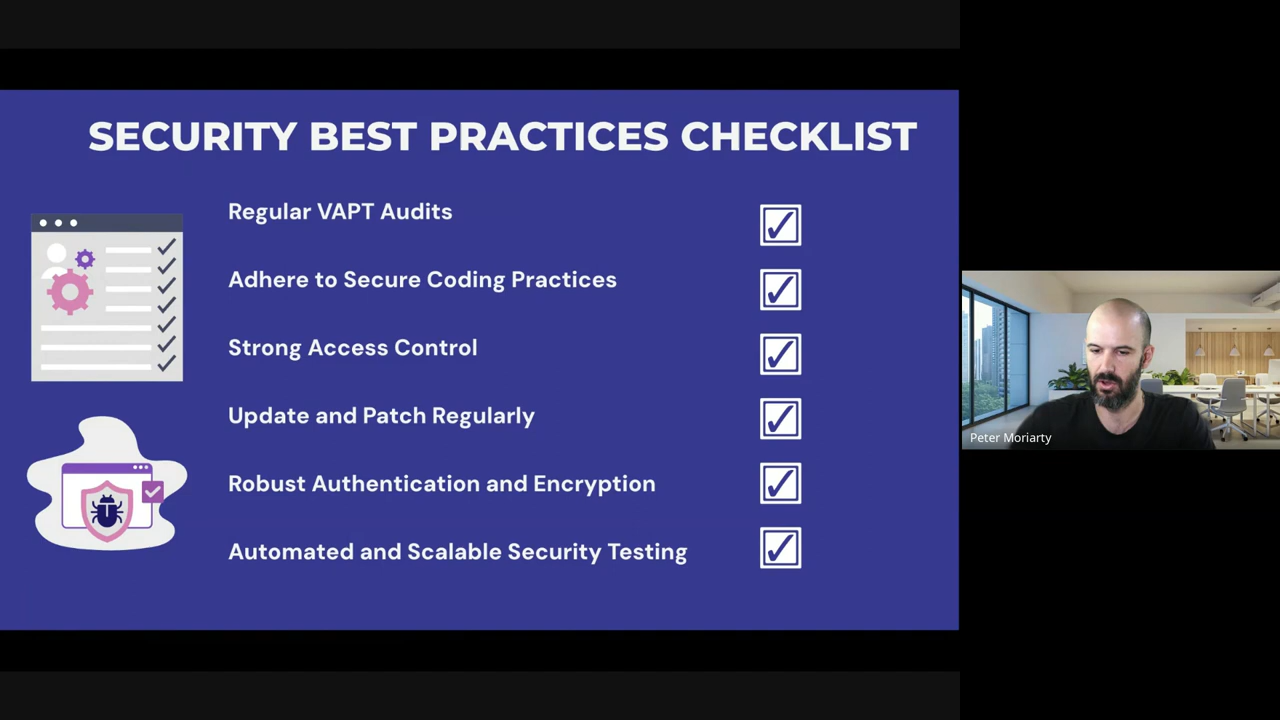 SECURITY BEST PRACTICES CHECKLIST
Regular VAPT Audits
Adhere to Secure Coding Practices
Strong Access Control
Update and Patch Regularly
Robust Authentication and Encryption
Automated and Scalable Security Testing
Peter Moriarty